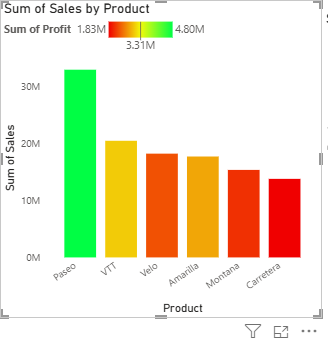 Sum of Sales by Product
Sum of Profit 1.83M 4.80M
3.31M
Sum of Sales
30M
20M
10M
0M
Paseo VTT Velo Amarilla Montana Carretera
Product